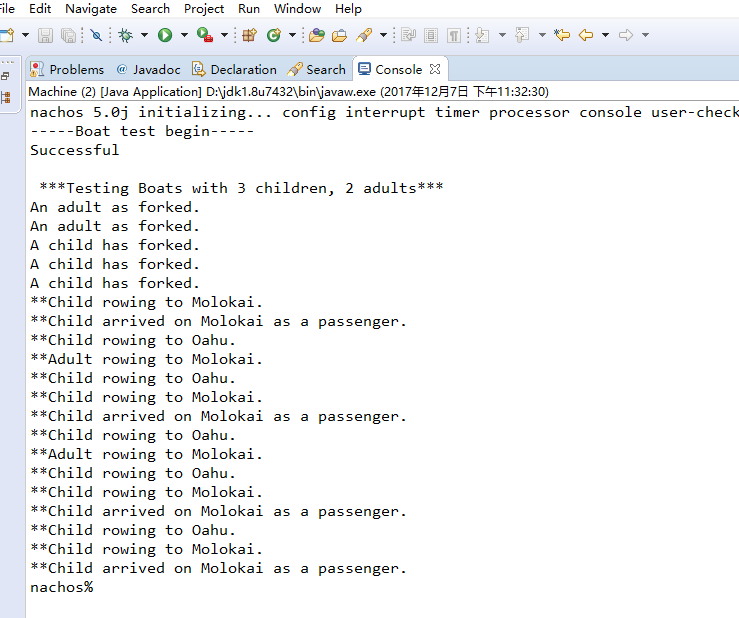 File Edit Navigate Search Project Run Window Help
Problems @ Javadoc Declaration Search Console
Machine (2) [Java Application] D:\jdk1.8u7432\bin\javaw.exe (2017年12月7日 下午11:32:30)
nachos 5.0j initializing... config interrupt timer processor console user-check
-----Boat test begin-----
Successful
***Testing Boats with 3 children, 2 adults***
An adult as forked.
An adult as forked.
A child has forked.
A child has forked.
A child has forked.
**Child rowing to Molokai.
**Child arrived on Molokai as a passenger.
**Child rowing to Oahu.
**Adult rowing to Molokai.
**Child rowing to Oahu.
**Child rowing to Molokai.
**Child arrived on Molokai as a passenger.
**Child rowing to Oahu.
**Adult rowing to Molokai.
**Child rowing to Oahu.
**Child rowing to Molokai.
**Child arrived on Molokai as a passenger.
**Child rowing to Oahu.
**Child rowing to Molokai.
**Child arrived on Molokai as a passenger.
nachos%